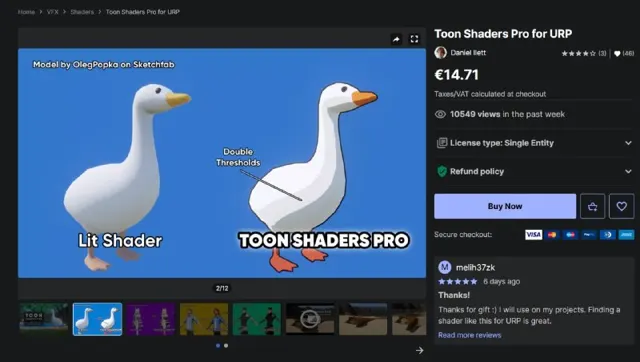 Home > VFX > Shaders > Toon Shaders Pro for URP
Model by OlegPopka on Sketchfab
Double
Thresholds
Lit Shader
TOON SHADERS PRO
2/12
Toon Shaders Pro for URP
Daniel Ilett
(3) | (46)
€14.71
Taxes/VAT calculated at checkout
10549 views in the past week
License type: Single Entity
Refund policy
Buy Now
Secure checkout:
VISA
M
melih37zk
6 days ago
Thanks!
Thanks for gift :) I will use on my projects. Finding a
shader like this for URP is great.
Read more reviews